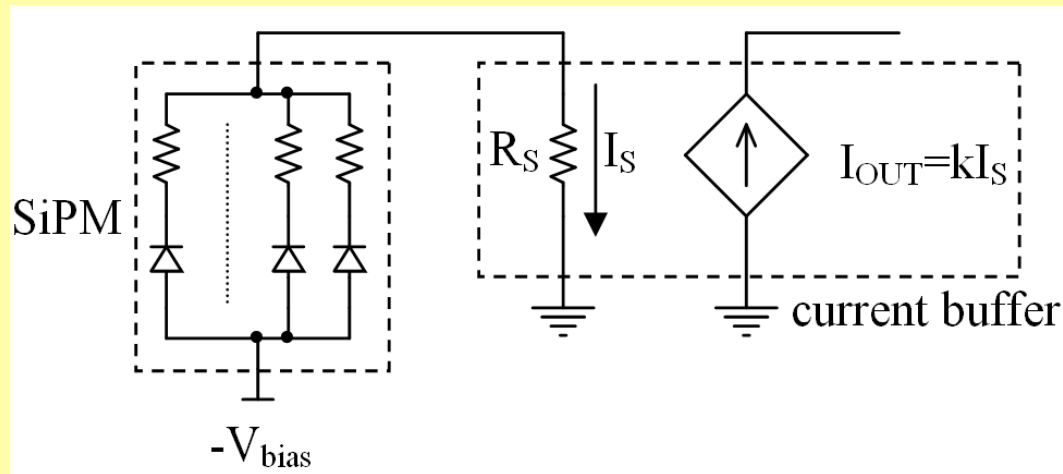 SiPM
R_S
I_S
I_OUT=kI_S
current buffer
-V_bias